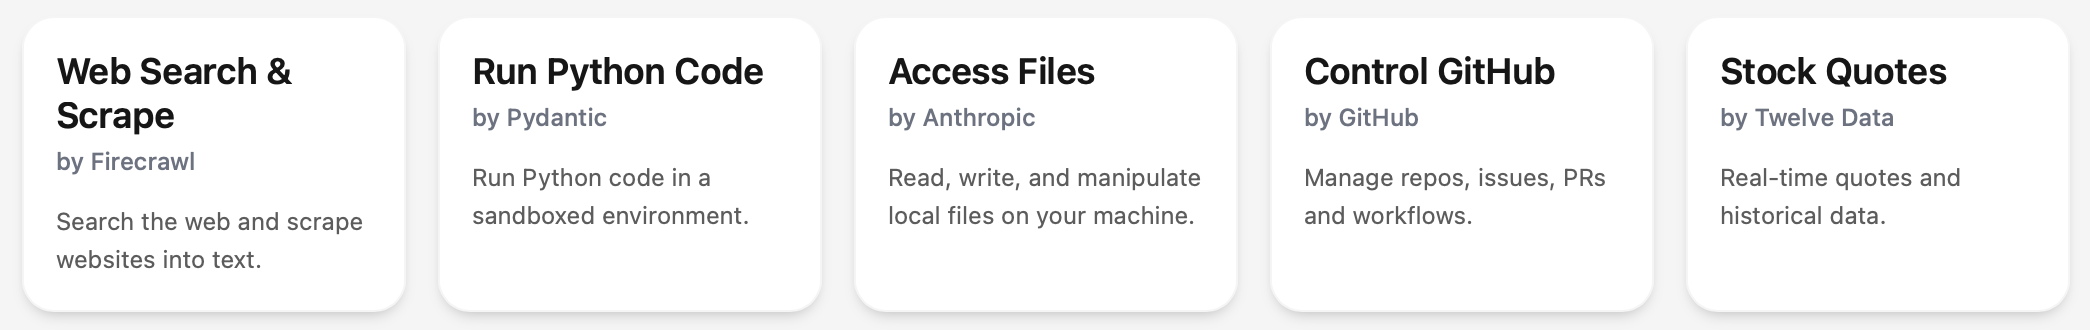 Web Search &
Scrape
by Firecrawl
Search the web and scrape
websites into text.
Run Python Code
by Pydantic
Run Python code in a
sandboxed environment.
Access Files
by Anthropic
Read, write, and manipulate
local files on your machine.
Control GitHub
by GitHub
Manage repos, issues, PRs
and workflows.
Stock Quotes
by Twelve Data
Real-time quotes and
historical data.